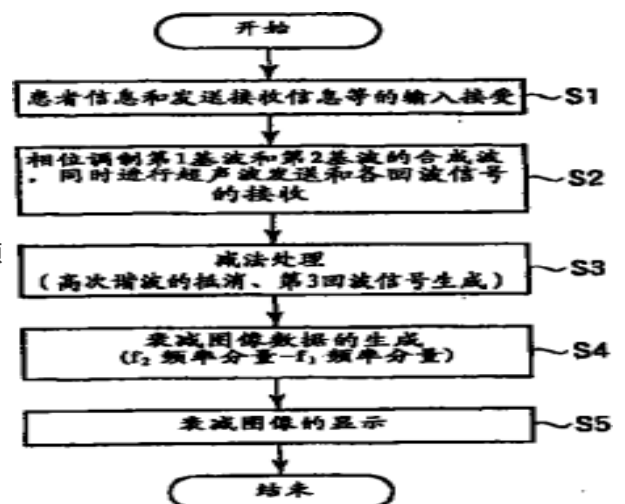 开始
患者信息和发送接收信息等的输入接受
S1
相位调制第1基波和第2基波的合成波
，同时进行超声波发送和各回波信号
的接收
S2
减法处理
（高次谐波的抵消、第3回波信号生成）
S3
衰减图像数据的生成
(f₂ 频率分量-f₁ 频率分量)
S4
衰减图像的显示
S5
结束